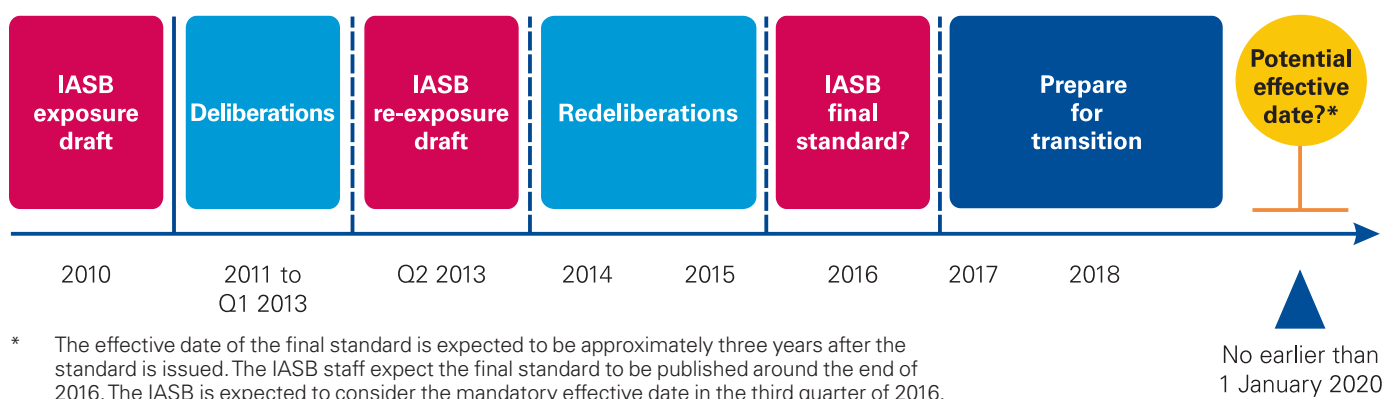 IASB
exposure
draft
Deliberations
IASB
re-exposure
draft
Redeliberations
IASB
final
standard?
Prepare
for
transition
Potential
effective
date?*
2010
2011 to
Q1 2013
Q2 2013
2014
2015
2016
2017
2018
No earlier than
1 January 2020
* The effective date of the final standard is expected to be approximately three years after the
standard is issued. The IASB staff expect the final standard to be published around the end of
2016. The IASB is expected to consider the mandatory effective date in the third quarter of 2016.